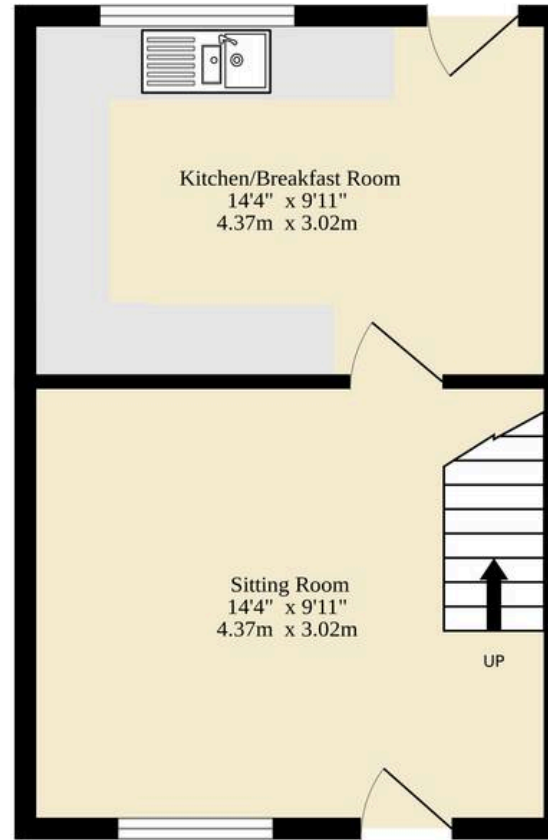 Kitchen/Breakfast Room
14'4" x 9'11"
4.37m x 3.02m
Sitting Room
14'4" x 9'11"
4.37m x 3.02m
UP